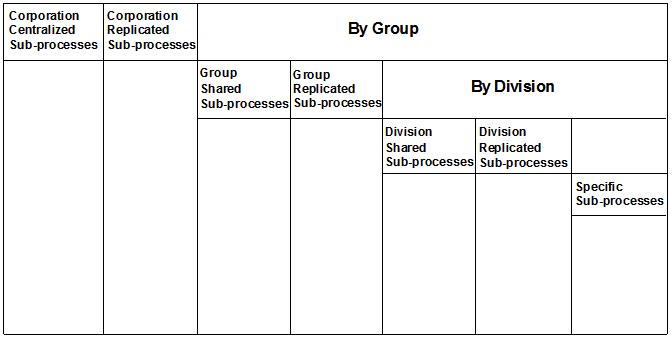 Corporation
Centralized
Sub-processes
Corporation
Replicated
Sub-processes
By Group
Group
Shared
Sub-processes
Group
Replicated
Sub-processes
By Division
Division
Shared
Sub-processes
Division
Replicated
Sub-processes
Specific
Sub-processes